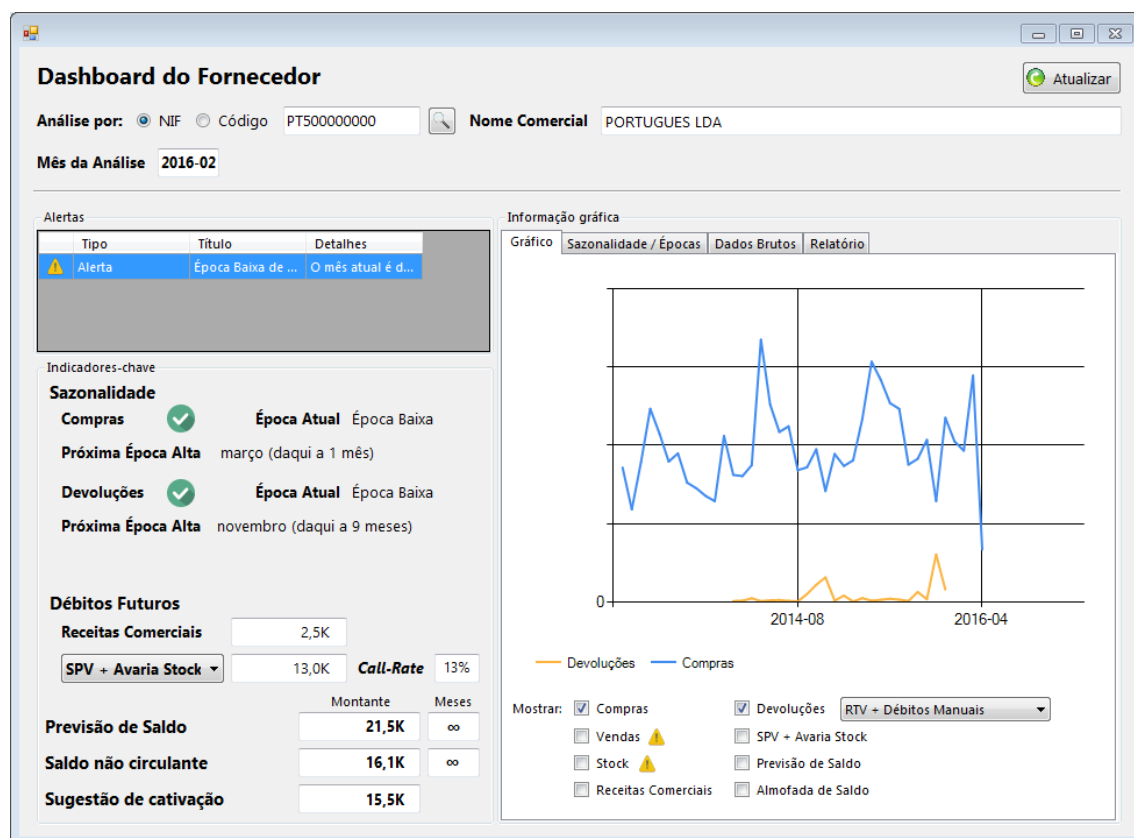 Dashboard do Fornecedor
Atualizar
Análise por: NIF Código PT500000000 Nome Comercial PORTUGUES LDA
Mês da Análise 2016-02
Alertas
Tipo Título Detalhes
Alerta Época Baixa de ... O mês atual é d...
Indicadores-chave
Sazonalidade
Compras Época Atual Época Baixa
Próxima Época Alta março (daqui a 1 mês)
Devoluções Época Atual Época Baixa
Próxima Época Alta novembro (daqui a 9 meses)
Débitos Futuros
Receitas Comerciais 2,5K
SPV + Avaria Stock 13,0K Call-Rate 13%
Montante Meses
Previsão de Saldo 21,5K ∞
Saldo não circulante 16,1K ∞
Sugestão de cativação 15,5K
Informação gráfica
Gráfico Sazonalidade / Épocas Dados Brutos Relatório
0
2014-08 2016-04
Devoluções Compras
Mostrar: Compras Devoluções RTV + Débitos Manuais
Vendas SPV + Avaria Stock
Stock Previsão de Saldo
Receitas Comerciais Almofada de Saldo